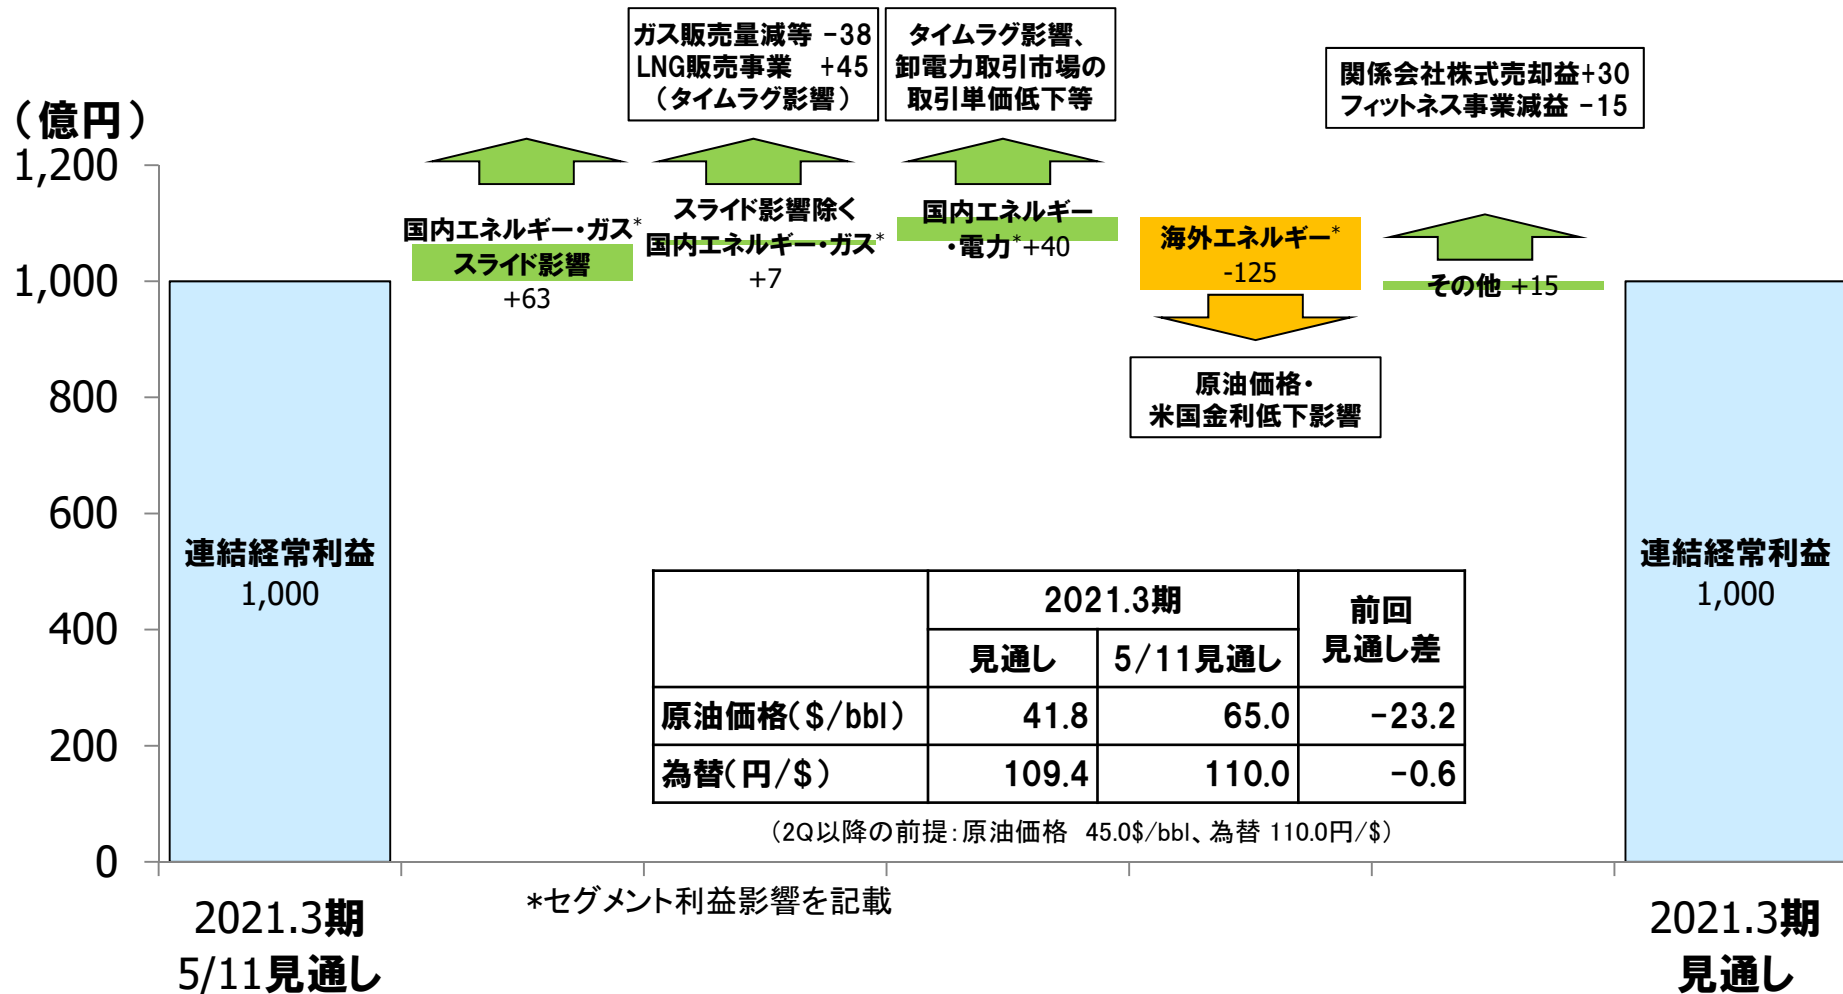 ガス販売量減等 -38
LNG販売事業 +45
（タイムラグ影響）
タイムラグ影響、
卸電力取引市場の
取引単価低下等
関係会社株式売却益+30
フィットネス事業減益 -15
（億円）
1,200
1,000
800
600
400
200
0
国内エネルギー・ガス*
スライド影響
+63
スライド影響除く
国内エネルギー・ガス*
+7
国内エネルギー
・電力*+40
海外エネルギー*
-125
その他 +15
原油価格・
米国金利低下影響
連結経常利益
1,000
連結経常利益
1,000
2021.3期
前回
見通し差
見通し
5/11見通し
原油価格($/bbl) 41.8 65.0 -23.2
為替(円/$) 109.4 110.0 -0.6
（2Q以降の前提：原油価格 45.0$/bbl、為替 110.0円/$）
*セグメント利益影響を記載
2021.3期
5/11見通し
2021.3期
見通し